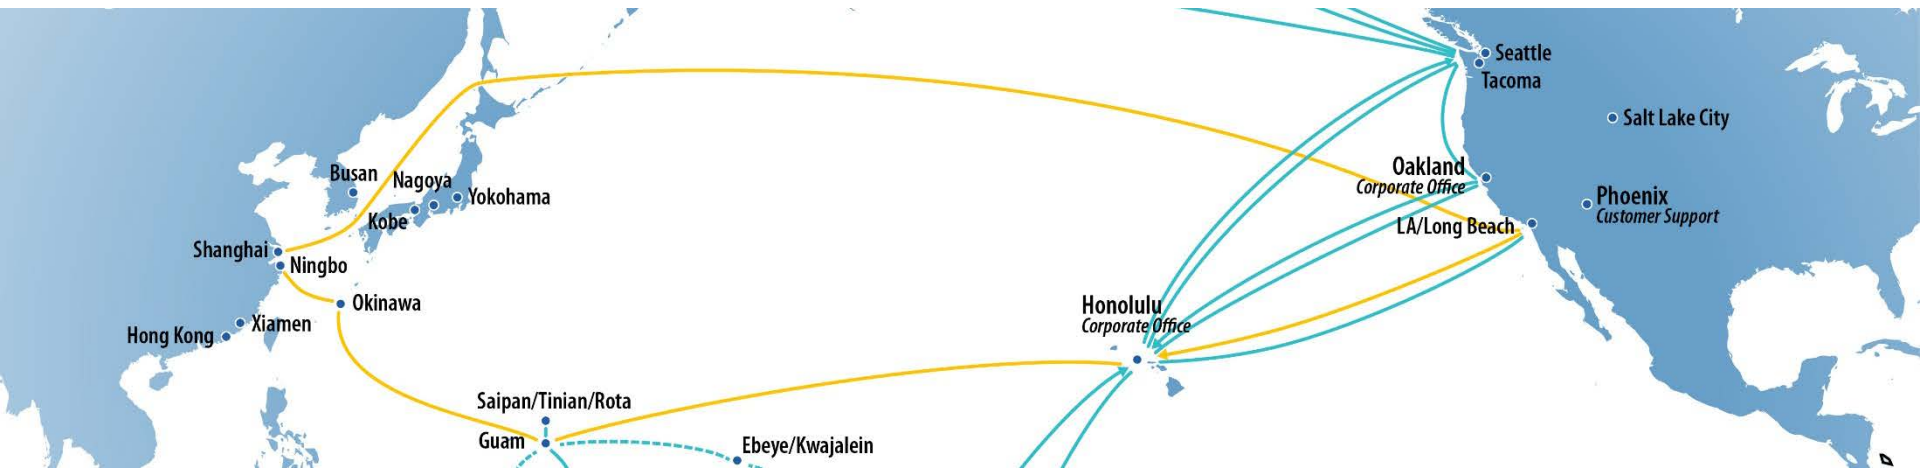 Seattle
Tacoma
Salt Lake City
Oakland
Corporate Office
Phoenix
Customer Support
LA/Long Beach
Busan
Nagoya
Yokohama
Kobe
Shanghai
Ningbo
Okinawa
Xiamen
Hong Kong
Honolulu
Corporate Office
Saipan/Tinian/Rota
Guam
Ebeye/Kwajalein